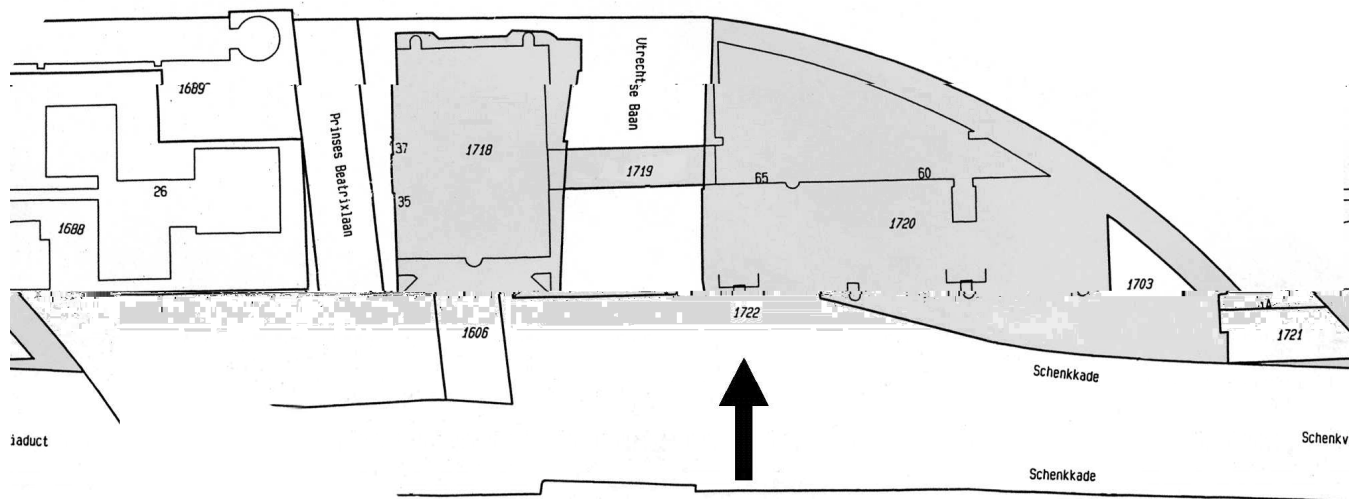 1689
Prinses Beatrixlaan
37
1718
35
Utrechtse Baan
1719
65
60
26
1688
1720
1703
1606
1722
1721
Schenkkade
iaduct
Schenkv
Schenkkade